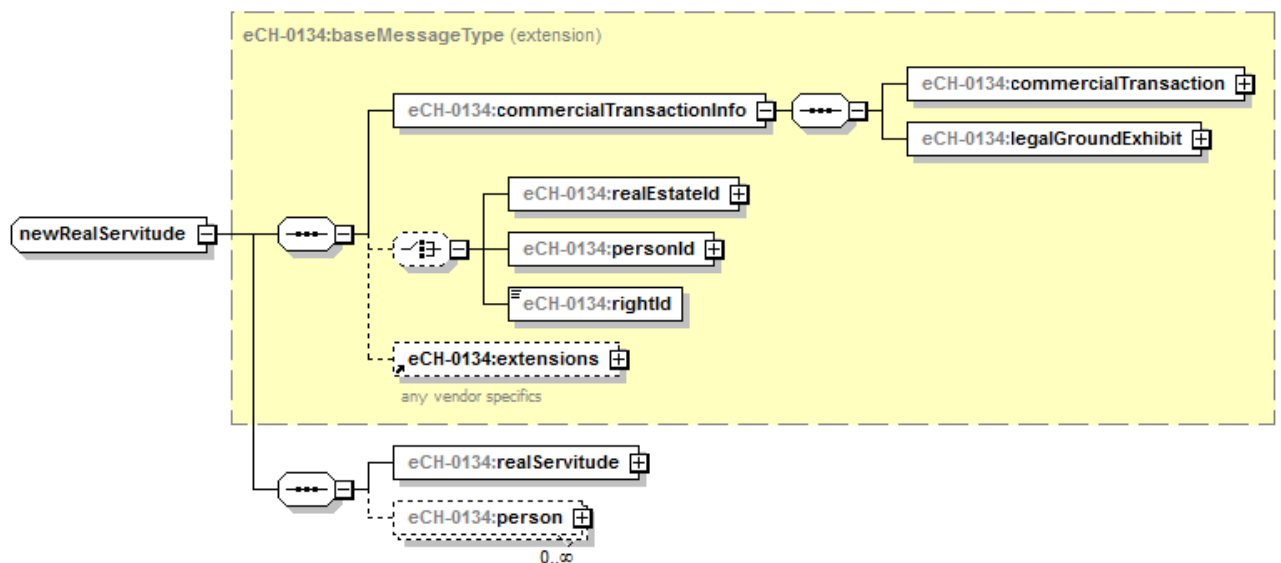 eCH-0134:baseMessageType (extension)
eCH-0134:commercialTransactionInfo
eCH-0134:commercialTransaction
eCH-0134:legalGroundExhibit
eCH-0134:realEstateId
newRealServitude
eCH-0134:personId
eCH-0134:rightId
eCH-0134:extensions
any vendor specifics
eCH-0134:realServitude
eCH-0134:person
0..∞